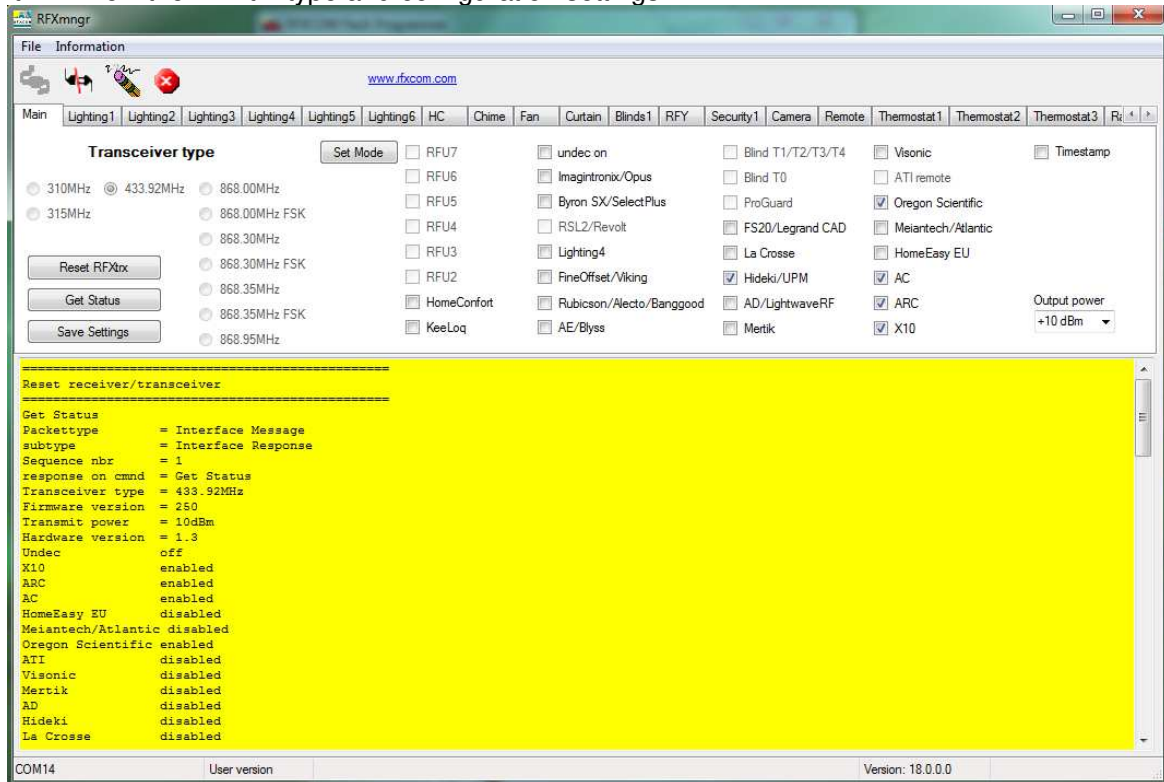 RFXmngr
File Information
www.rfxcom.com
Main Lighting1 Lighting2 Lighting3 Lighting4 Lighting5 Lighting6 HC Chime Fan Curtain Blinds1 RFY Security1 Camera Remote Thermostat1 Thermostat2 Thermostat3
Transceiver type
Set Mode
310MHz 433.92MHz 868.00MHz
315MHz 868.00MHz FSK
868.30MHz
868.30MHz FSK
868.35MHz
868.35MHz FSK
868.95MHz
Reset RFXtrx
Get Status
Save Settings
RFU7
RFU6
RFU5
RFU4
RFU3
RFU2
HomeConfort
KeeLoq
undec on
Imagintronix/Opus
Byron SX/SelectPlus
RSL2/Revolt
Lighting4
FineOffset/Viking
Rubicson/Alecto/Banggood
AE/Blyss
Blind T1/T2/T3/T4
Blind T0
ProGuard
FS20/Legrand CAD
La Crosse
Hideki/UPM
AD/LightwaveRF
Mertik
Visonic
ATI remote
Oregon Scientific
Meiantech/Atlantic
HomeEasy EU
AC
ARC
X10
Timestamp
Output power
+10 dBm
================================================
Reset receiver/transceiver
================================================
Get Status
Packettype = Interface Message
subtype = Interface Response
Sequence nbr = 1
response on cmnd = Get Status
Transceiver type = 433.92MHz
Firmware version = 250
Transmit power = 10dBm
Hardware version = 1.3
Undec off
X10 enabled
ARC enabled
AC enabled
HomeEasy EU disabled
Meiantech/Atlantic disabled
Oregon Scientific enabled
ATI disabled
Visonic disabled
Mertik disabled
AD disabled
Hideki disabled
La Crosse disabled
COM14 User version Version: 18.0.0.0